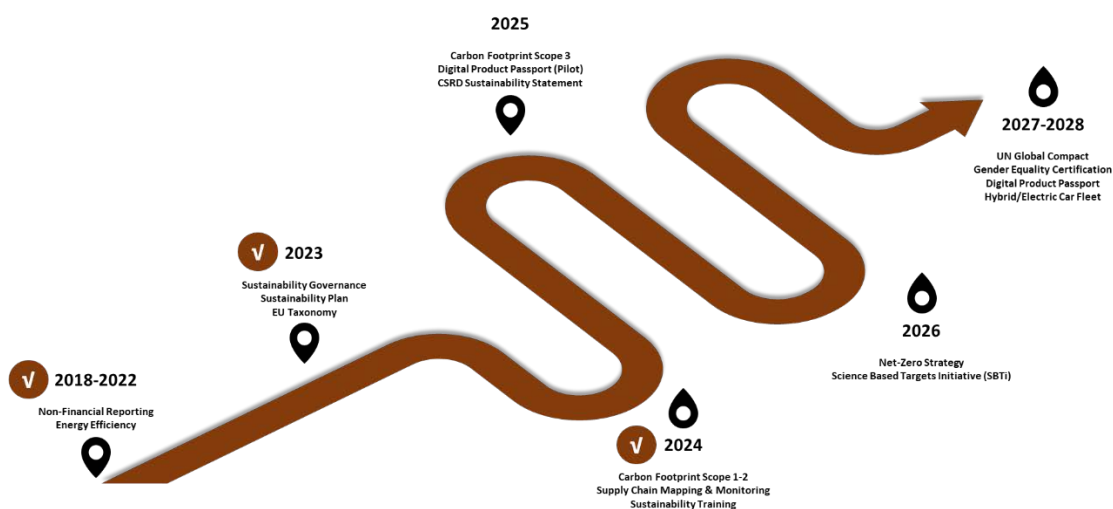 √ 2018-2022
Non-Financial Reporting
Energy Efficiency
√ 2023
Sustainability Governance
Sustainability Plan
EU Taxonomy
√ 2024
Carbon Footprint Scope 1-2
Supply Chain Mapping & Monitoring
Sustainability Training
2025
Carbon Footprint Scope 3
Digital Product Passport (Pilot)
CSRD Sustainability Statement
2026
Net-Zero Strategy
Science Based Targets Initiative (SBTi)
2027-2028
UN Global Compact
Gender Equality Certification
Digital Product Passport
Hybrid/Electric Car Fleet